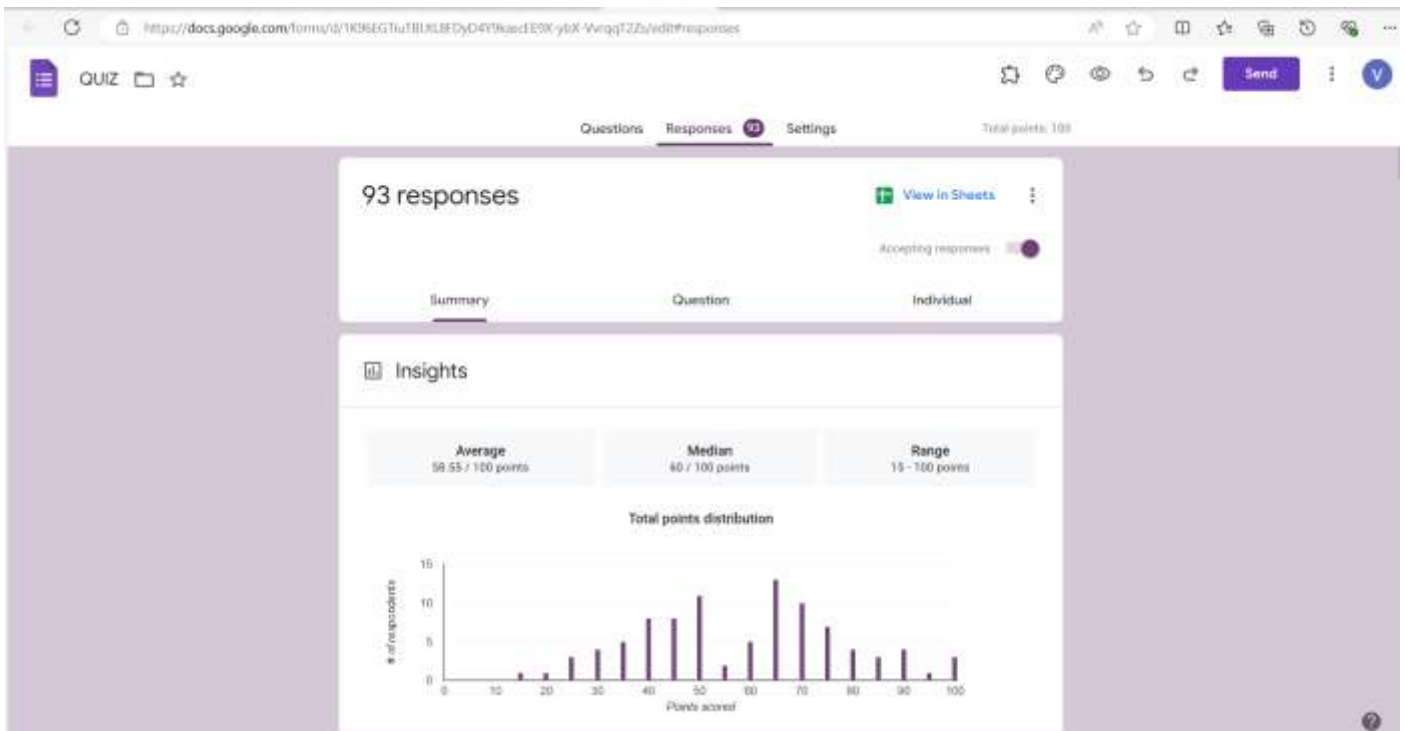 QUIZ
Send
V
Questions Responses 93 Settings
Total points: 100
93 responses
View in Sheets
Accepting responses
Summary Question Individual
Insights
Average Median Range
58.55 / 100 points 60 / 100 points 15 - 100 points
Total points distribution
# of respondents
15
10
5
0
0 10 20 30 40 50 60 70 80 90 100
Points scored